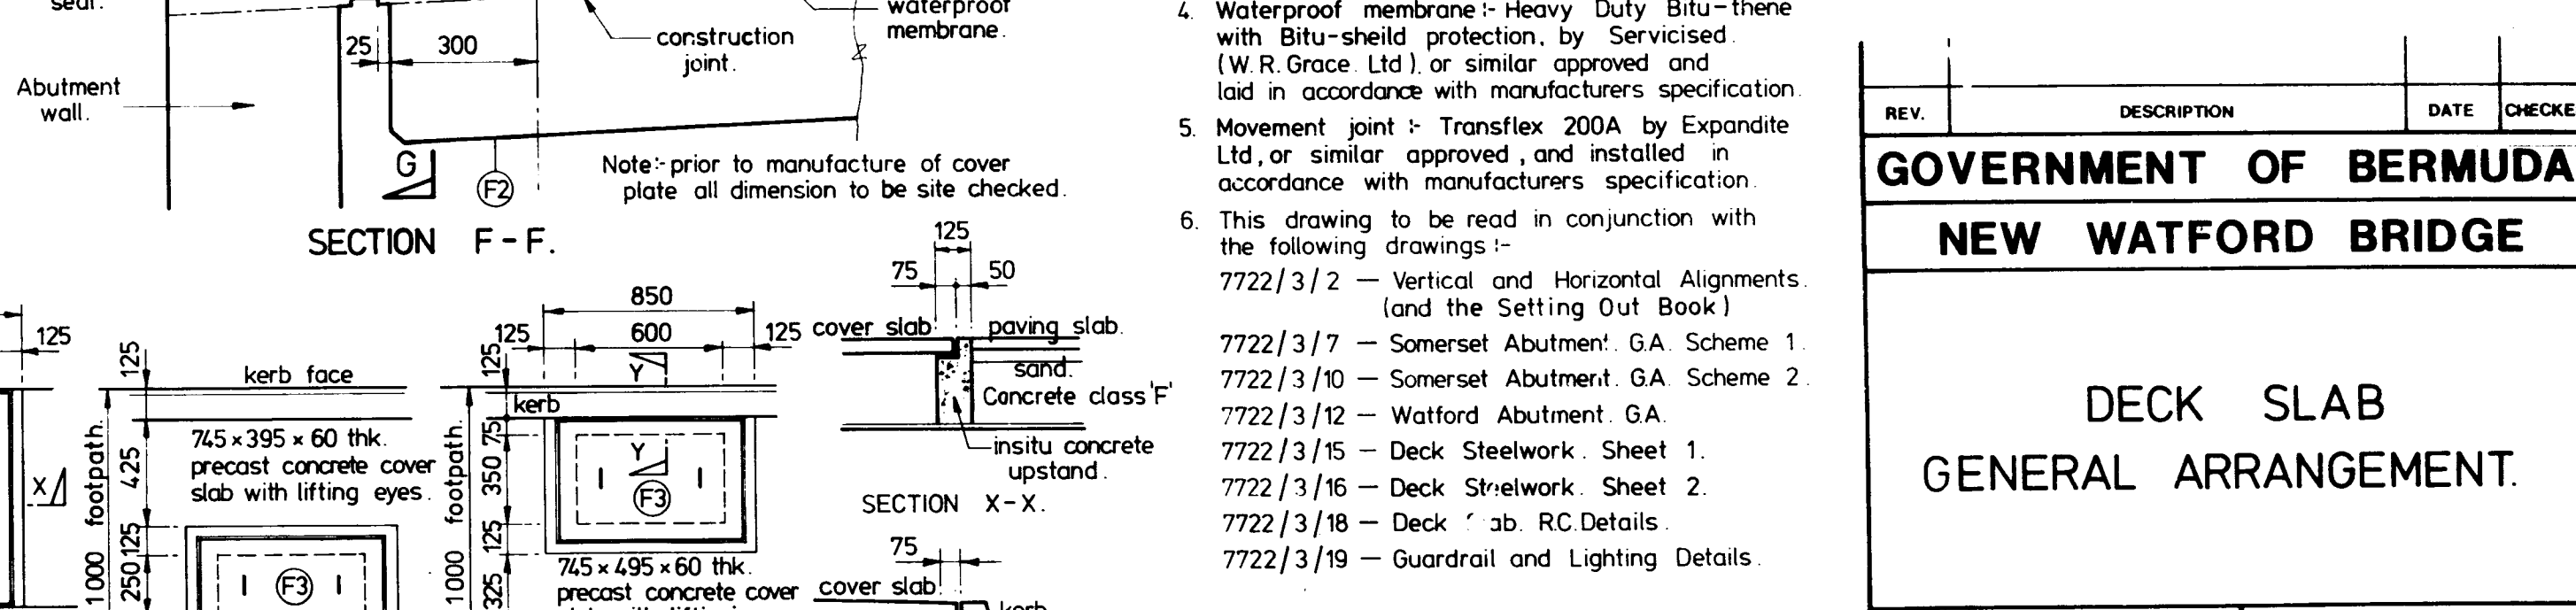 seal.
25
300
construction
joint.
waterproof
membrane.
Abutment
wall.
G
F2
Note:- prior to manufacture of cover
plate all dimension to be site checked.
SECTION F-F.
125
125
kerb face
1000 footpath.
425
125
250
X
745 × 395 × 60 thk.
precast concrete cover
slab with lifting eyes.
F3
850
125
600
125
125
Y
kerb
1000 footpath.
75
350
125
325
Y
F3
745 × 495 × 60 thk.
precast concrete cover
125
75
50
cover slab
paving slab.
sand.
Concrete class 'F'
insitu concrete
upstand.
SECTION X-X.
75
cover slab.
kerb
4. Waterproof membrane :- Heavy Duty Bitu-thene
with Bitu-sheild protection, by Servicised.
(W.R. Grace. Ltd). or similar approved and
laid in accordance with manufacturers specification.
5. Movement joint :- Transflex 200A by Expandite
Ltd, or similar approved, and installed in
accordance with manufacturers specification.
6. This drawing to be read in conjunction with
the following drawings :-
7722/3/2 — Vertical and Horizontal Alignments.
(and the Setting Out Book)
7722/3/7 — Somerset Abutment. G.A. Scheme 1.
7722/3/10 — Somerset Abutment. G.A. Scheme 2.
7722/3/12 — Watford Abutment. G.A.
7722/3/15 — Deck Steelwork. Sheet 1.
7722/3/16 — Deck Steelwork. Sheet 2.
7722/3/18 — Deck R.C. Details.
7722/3/19 — Guardrail and Lighting Details.
REV.
DESCRIPTION
DATE
CHECKE
GOVERNMENT OF BERMUDA
NEW WATFORD BRIDGE
DECK SLAB
GENERAL ARRANGEMENT.